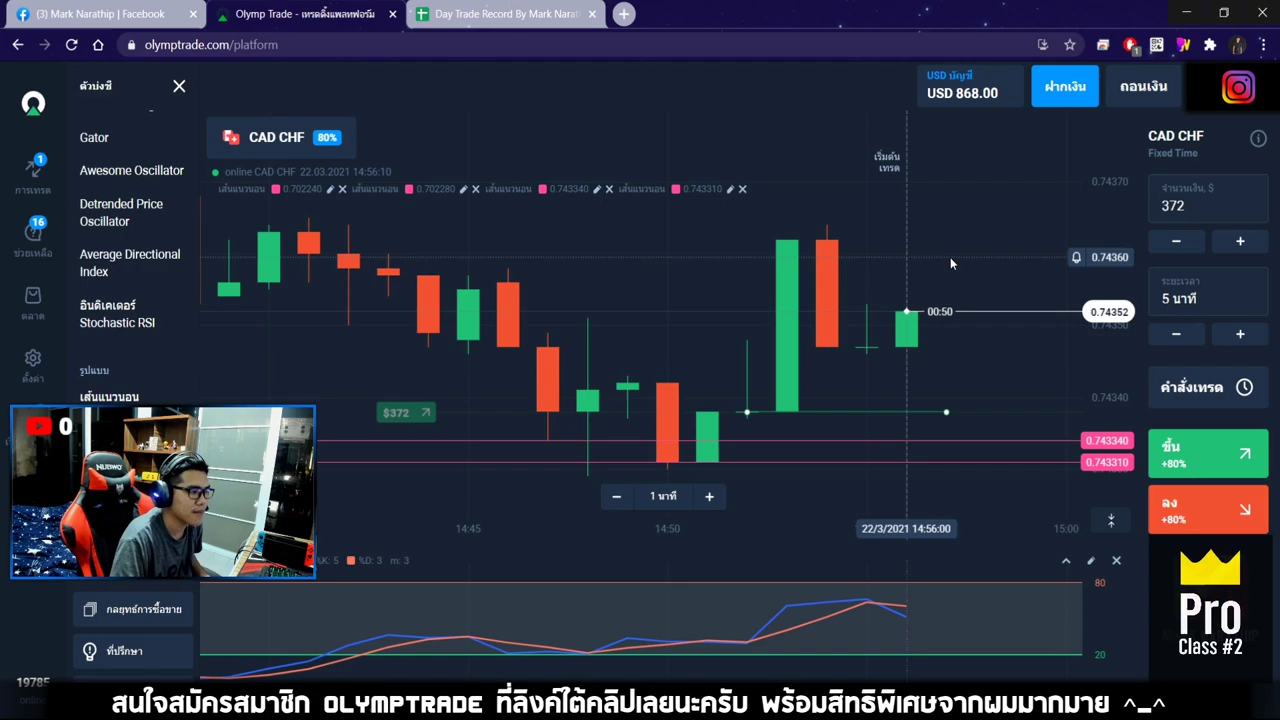 (3) Mark Narathip | Facebook
Olymp Trade - เทรดดิ้งแพลทฟอร์ม
Day Trade Record By Mark Narath
olymptrade.com/platform
1
ตัวบ่งชี้
Gator
Awesome Oscillator
Detrended Price
Oscillator
Average Directional
Index
อินดิเคเตอร์
Stochastic RSI
รูปแบบ
เส้นแนวนอน
1
การเทรด
16
ช่วยเหลือ
ตลาด
ตั้งค่า
CAD CHF 80%
online CAD CHF 22.03.2021 14:56:10
เส้นแนวนอน 0.702240 เส้นแนวนอน 0.702280 เส้นแนวนอน 0.743340 เส้นแนวนอน 0.743310
เริ่มต้น
เทรด
USD บัญชี
USD 868.00
ฝากเงิน
ถอนเงิน
CAD CHF
Fixed Time
จำนวนเงิน, $
372
ระยะเวลา
5 นาที
คำสั่งเทรด
ขึ้น
+80%
ลง
+80%
0.74370
0.74360
00:50
0.74352
0.74350
0.74340
0.743340
0.743310
$372
1 นาที
14:45
14:50
22/3/2021 14:56:00
15:00
%K: 5 %D: 3 m: 3
80
20
0
NUBWO
กลยุทธ์การซื้อขาย
ที่ปรึกษา
19785
online
Pro
Class #2
สนใจสมัครสมาชิก OLYMPTRADE ที่ลิงค์ใต้คลิปเลยนะครับ พร้อมสิทธิพิเศษจากผมมากมาย ^_^